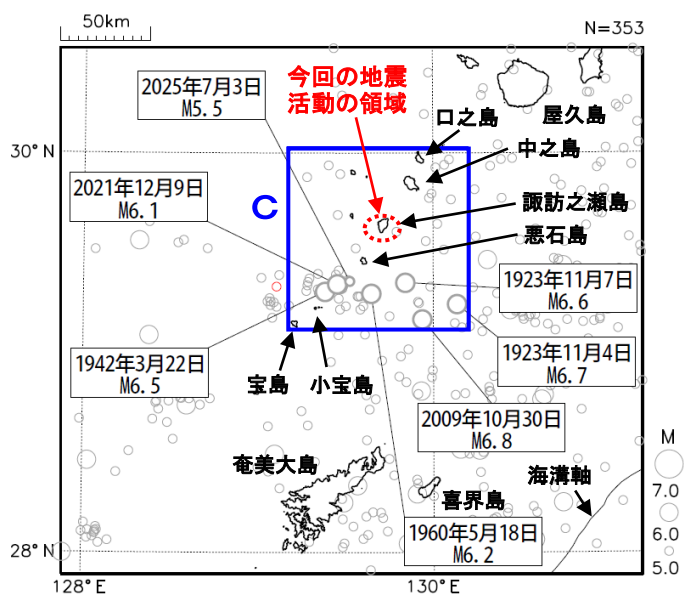 50km
N=353
2025年7月3日
M5.5
今回の地震
活動の領域
口之島
屋久島
30°N
中之島
2021年12月9日
M6.1
C
諏訪之瀬島
悪石島
1923年11月7日
M6.6
1942年3月22日
M6.5
1923年11月4日
M6.7
宝島
小宝島
2009年10月30日
M6.8
奄美大島
喜界島
海溝軸
M
7.0
6.0
5.0
1960年5月18日
M6.2
28°N
128°E
130°E